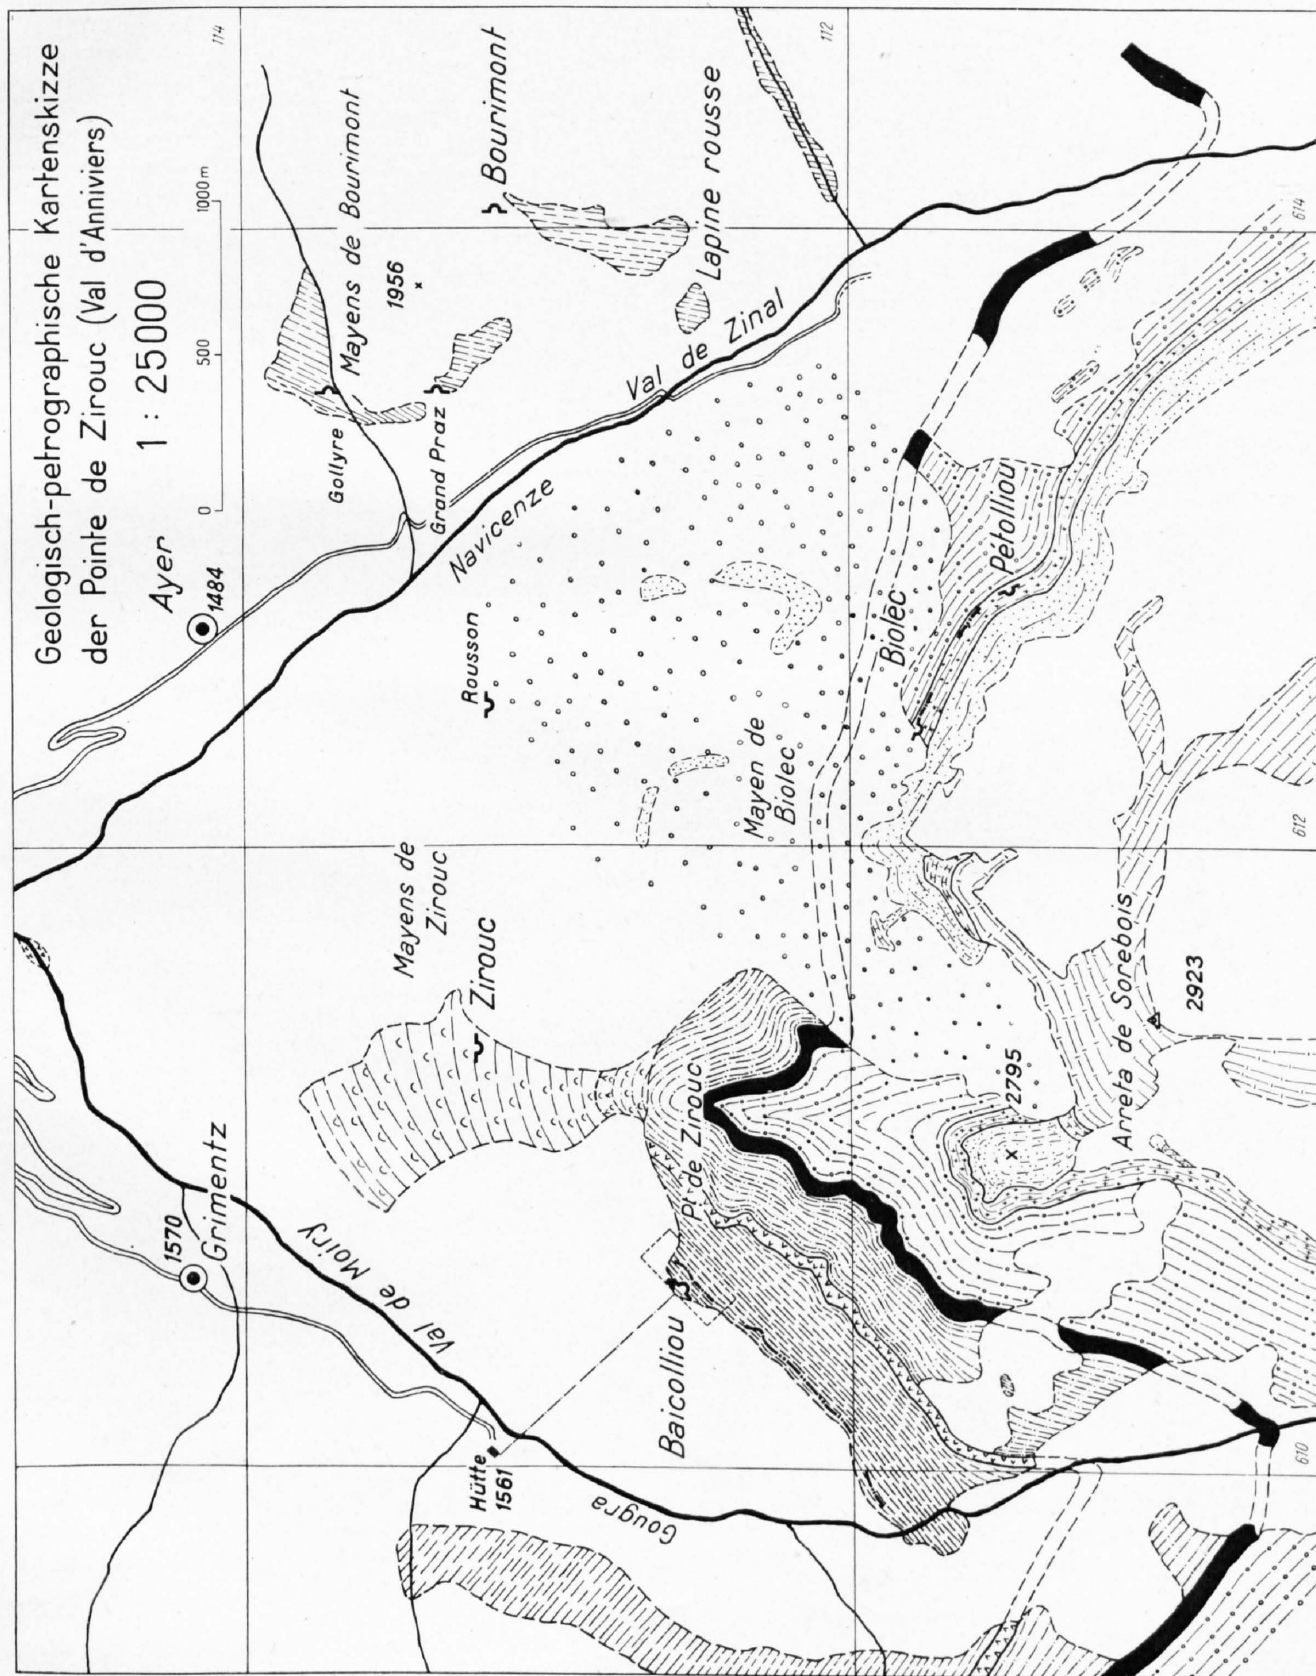 Geologisch-petrographische Kartenskizze
der Pointe de Zirouc (Val d'Anniviers)
1 : 25000
0 500 1000 m
114
112
614
612
610
Ayer
1484
Mayens de Bourimont
1956
Bourimont
Gollyre
Grand Praz
Lapine rousse
Val de Zinal
Navicenze
Rousson
Mayens de
Zirouc
Zirouc
Mayen de
Biolec
Biolec
Petolliou
Grimentz
1570
Val de Moiry
Hütte
1561
Gougra
Baicolliou
Pt de Zirouc
2795
Arreta de Sorebois
2923